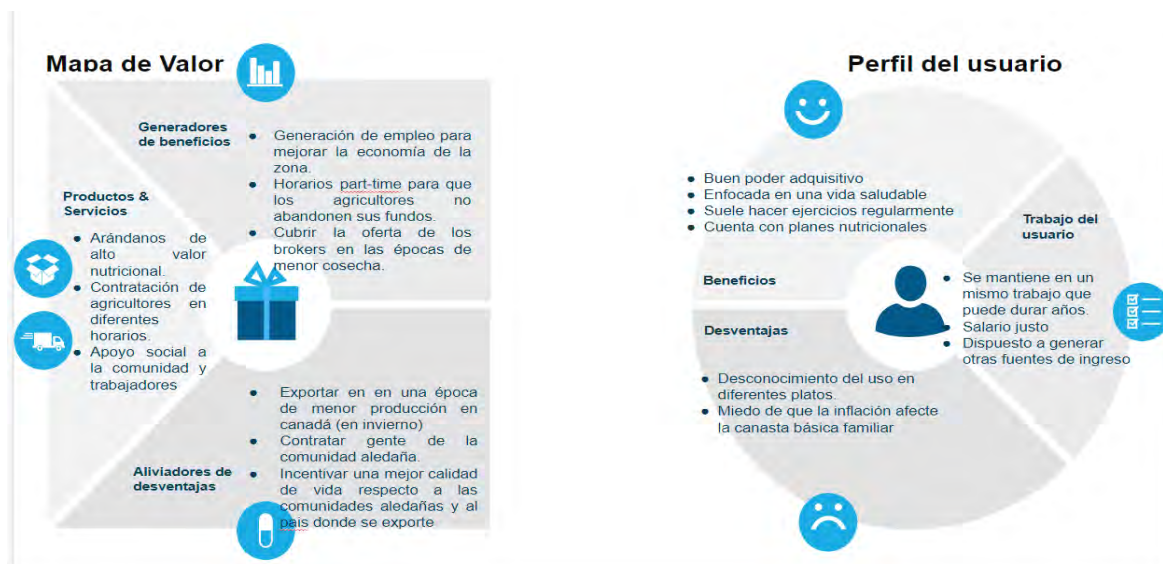 Mapa de Valor
Generadores
de beneficios
● Generación de empleo para
mejorar la economía de la
zona.
● Horarios part-time para que
los agricultores no
abandonen sus fundos.
● Cubrir la oferta de los
brokers en las épocas de
menor cosecha.
Productos &
Servicios
● Arándanos de
alto valor
nutricional.
● Contratación de
agricultores en
diferentes
horarios.
● Apoyo social a
la comunidad y
trabajadores
Aliviadores de
desventajas
● Exportar en en una época
de menor producción en
canadá (en invierno)
● Contratar gente de la
comunidad aledaña.
● Incentivar una mejor calidad
de vida respecto a las
comunidades aledañas y al
país donde se exporte
Perfil del usuario
● Buen poder adquisitivo
● Enfocada en una vida saludable
● Suele hacer ejercicios regularmente
● Cuenta con planes nutricionales
Beneficios
Trabajo del
usuario
● Se mantiene en un
mismo trabajo que
puede durar años.
● Salario justo
● Dispuesto a generar
otras fuentes de ingreso
Desventajas
● Desconocimiento del uso en
diferentes platos.
● Miedo de que la inflación afecte
la canasta básica familiar